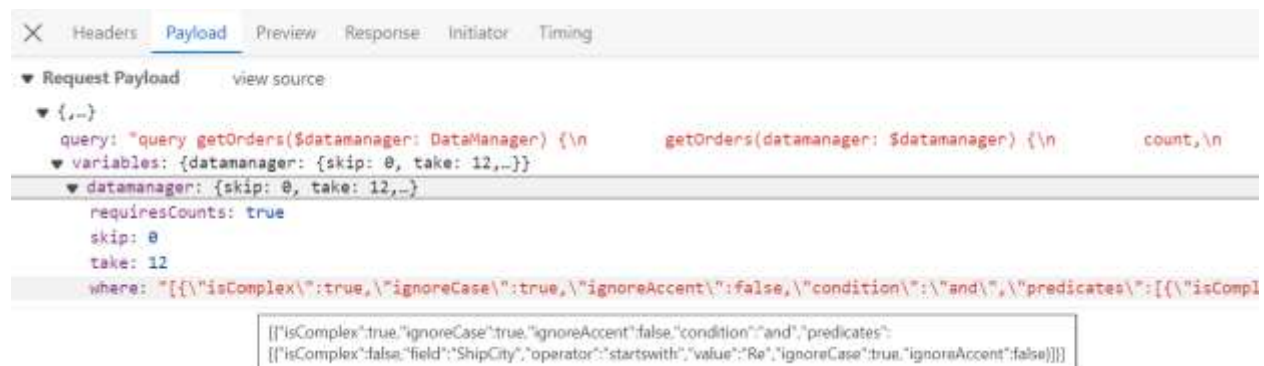 Headers Payload Preview Response Initiator Timing
▼ Request Payload view source
▼ {,…}
query: "query getOrders($datamanager: DataManager) {\n getOrders(datamanager: $datamanager) {\n count,\n
▼ variables: {datamanager: {skip: 0, take: 12,…}}
▼ datamanager: {skip: 0, take: 12,…}
requiresCounts: true
skip: 0
take: 12
where: "[{\"isComplex\":true,\"ignoreCase\":true,\"ignoreAccent\":false,\"condition\":\"and\",\"predicates\":[{\"isCompl
[{"isComplex":true,"ignoreCase":true,"ignoreAccent":false,"condition":"and","predicates":
[{"isComplex":false,"field":"ShipCity","operator":"startswith","value":"Re","ignoreCase":true,"ignoreAccent":false}]}]